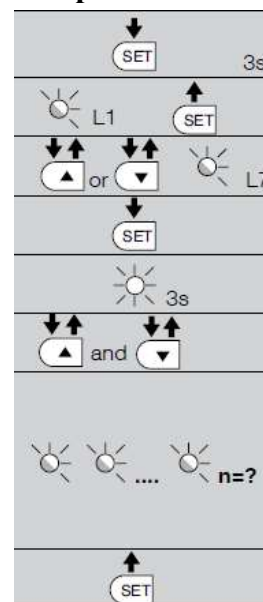 SET 3s
L1 SET
▲ or ▼ L7
SET
3s
▲ and ▼
.... n=?
SET